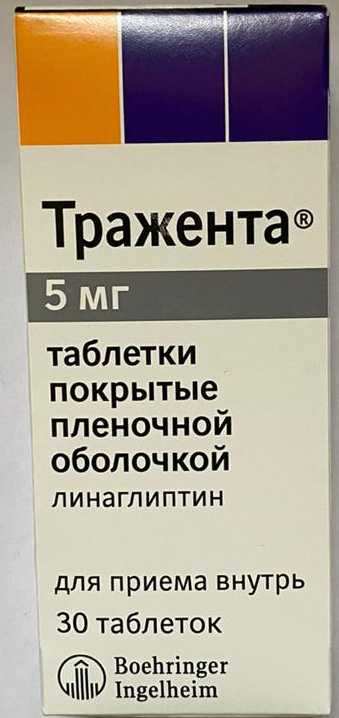 Тражента®
5 мг
таблетки
покрытые
пленочной
оболочкой
линаглиптин
для приема внутрь
30 таблеток
Boehringer
Ingelheim